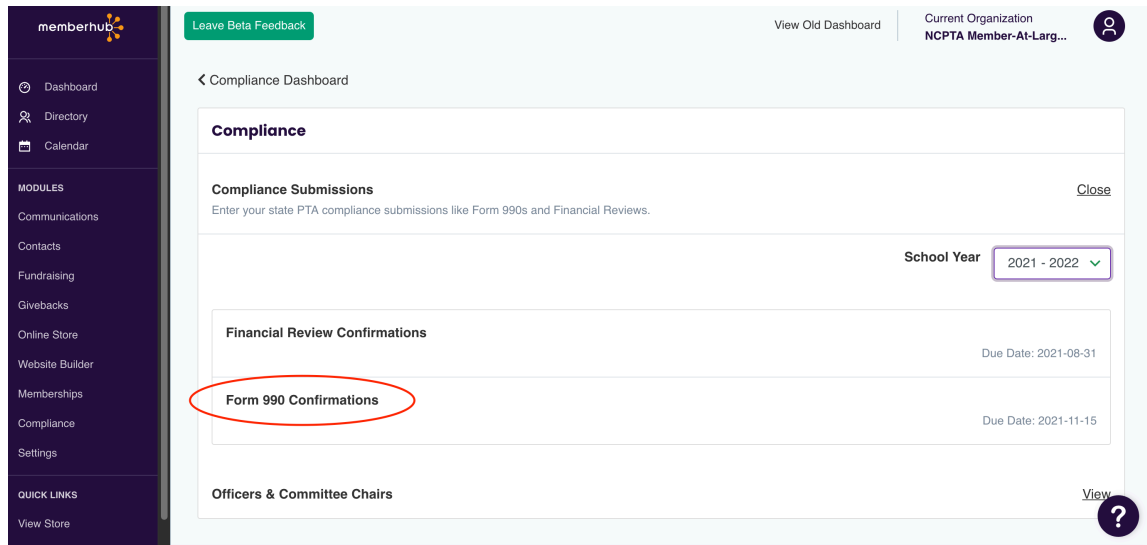 memberhub
Leave Beta Feedback
View Old Dashboard
Current Organization
NCPTA Member-At-Larg...
Dashboard
Directory
Calendar
MODULES
Communications
Contacts
Fundraising
Givebacks
Online Store
Website Builder
Memberships
Compliance
Settings
QUICK LINKS
View Store
Compliance Dashboard
Compliance
Compliance Submissions
Close
Enter your state PTA compliance submissions like Form 990s and Financial Reviews.
School Year
2021 - 2022
Financial Review Confirmations
Due Date: 2021-08-31
Form 990 Confirmations
Due Date: 2021-11-15
Officers & Committee Chairs
View
?